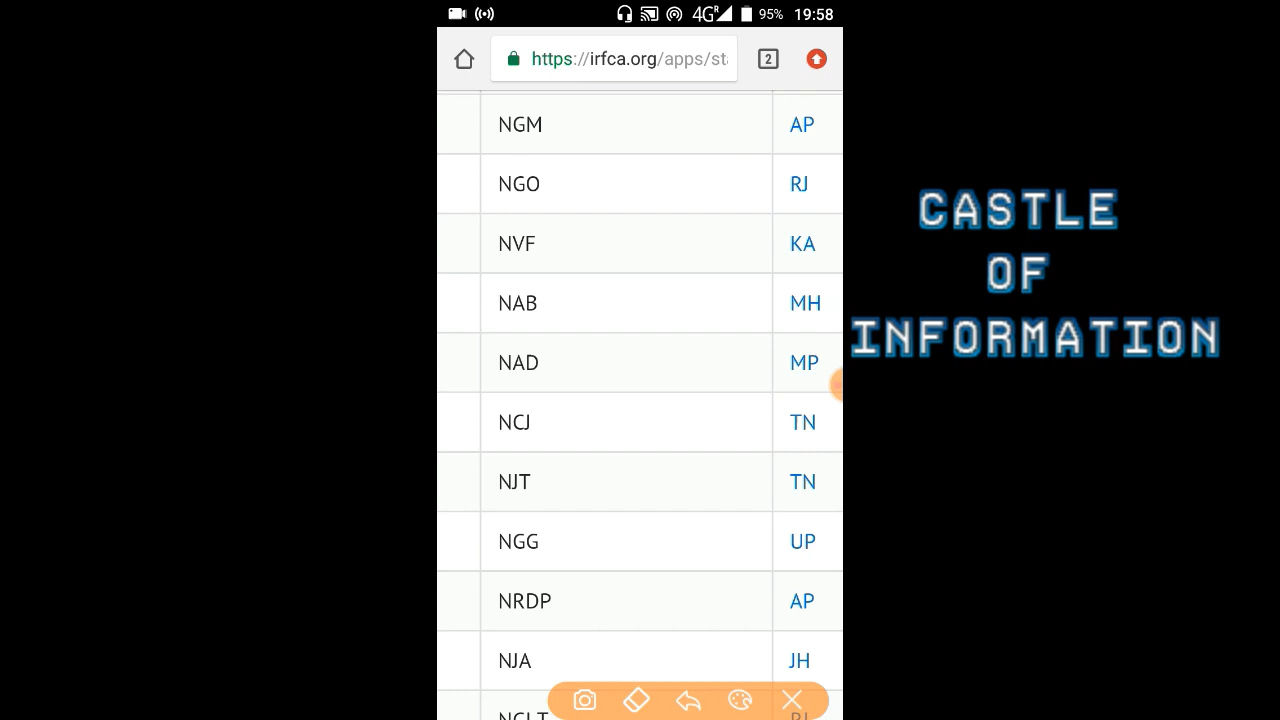 4G R 95% 19:58
https://irfca.org/apps/st
2
NGM AP
NGO RJ
NVF KA
NAB MH
NAD MP
NCJ TN
NJT TN
NGG UP
NRDP AP
NJA JH
CASTLE
OF
INFORMATION